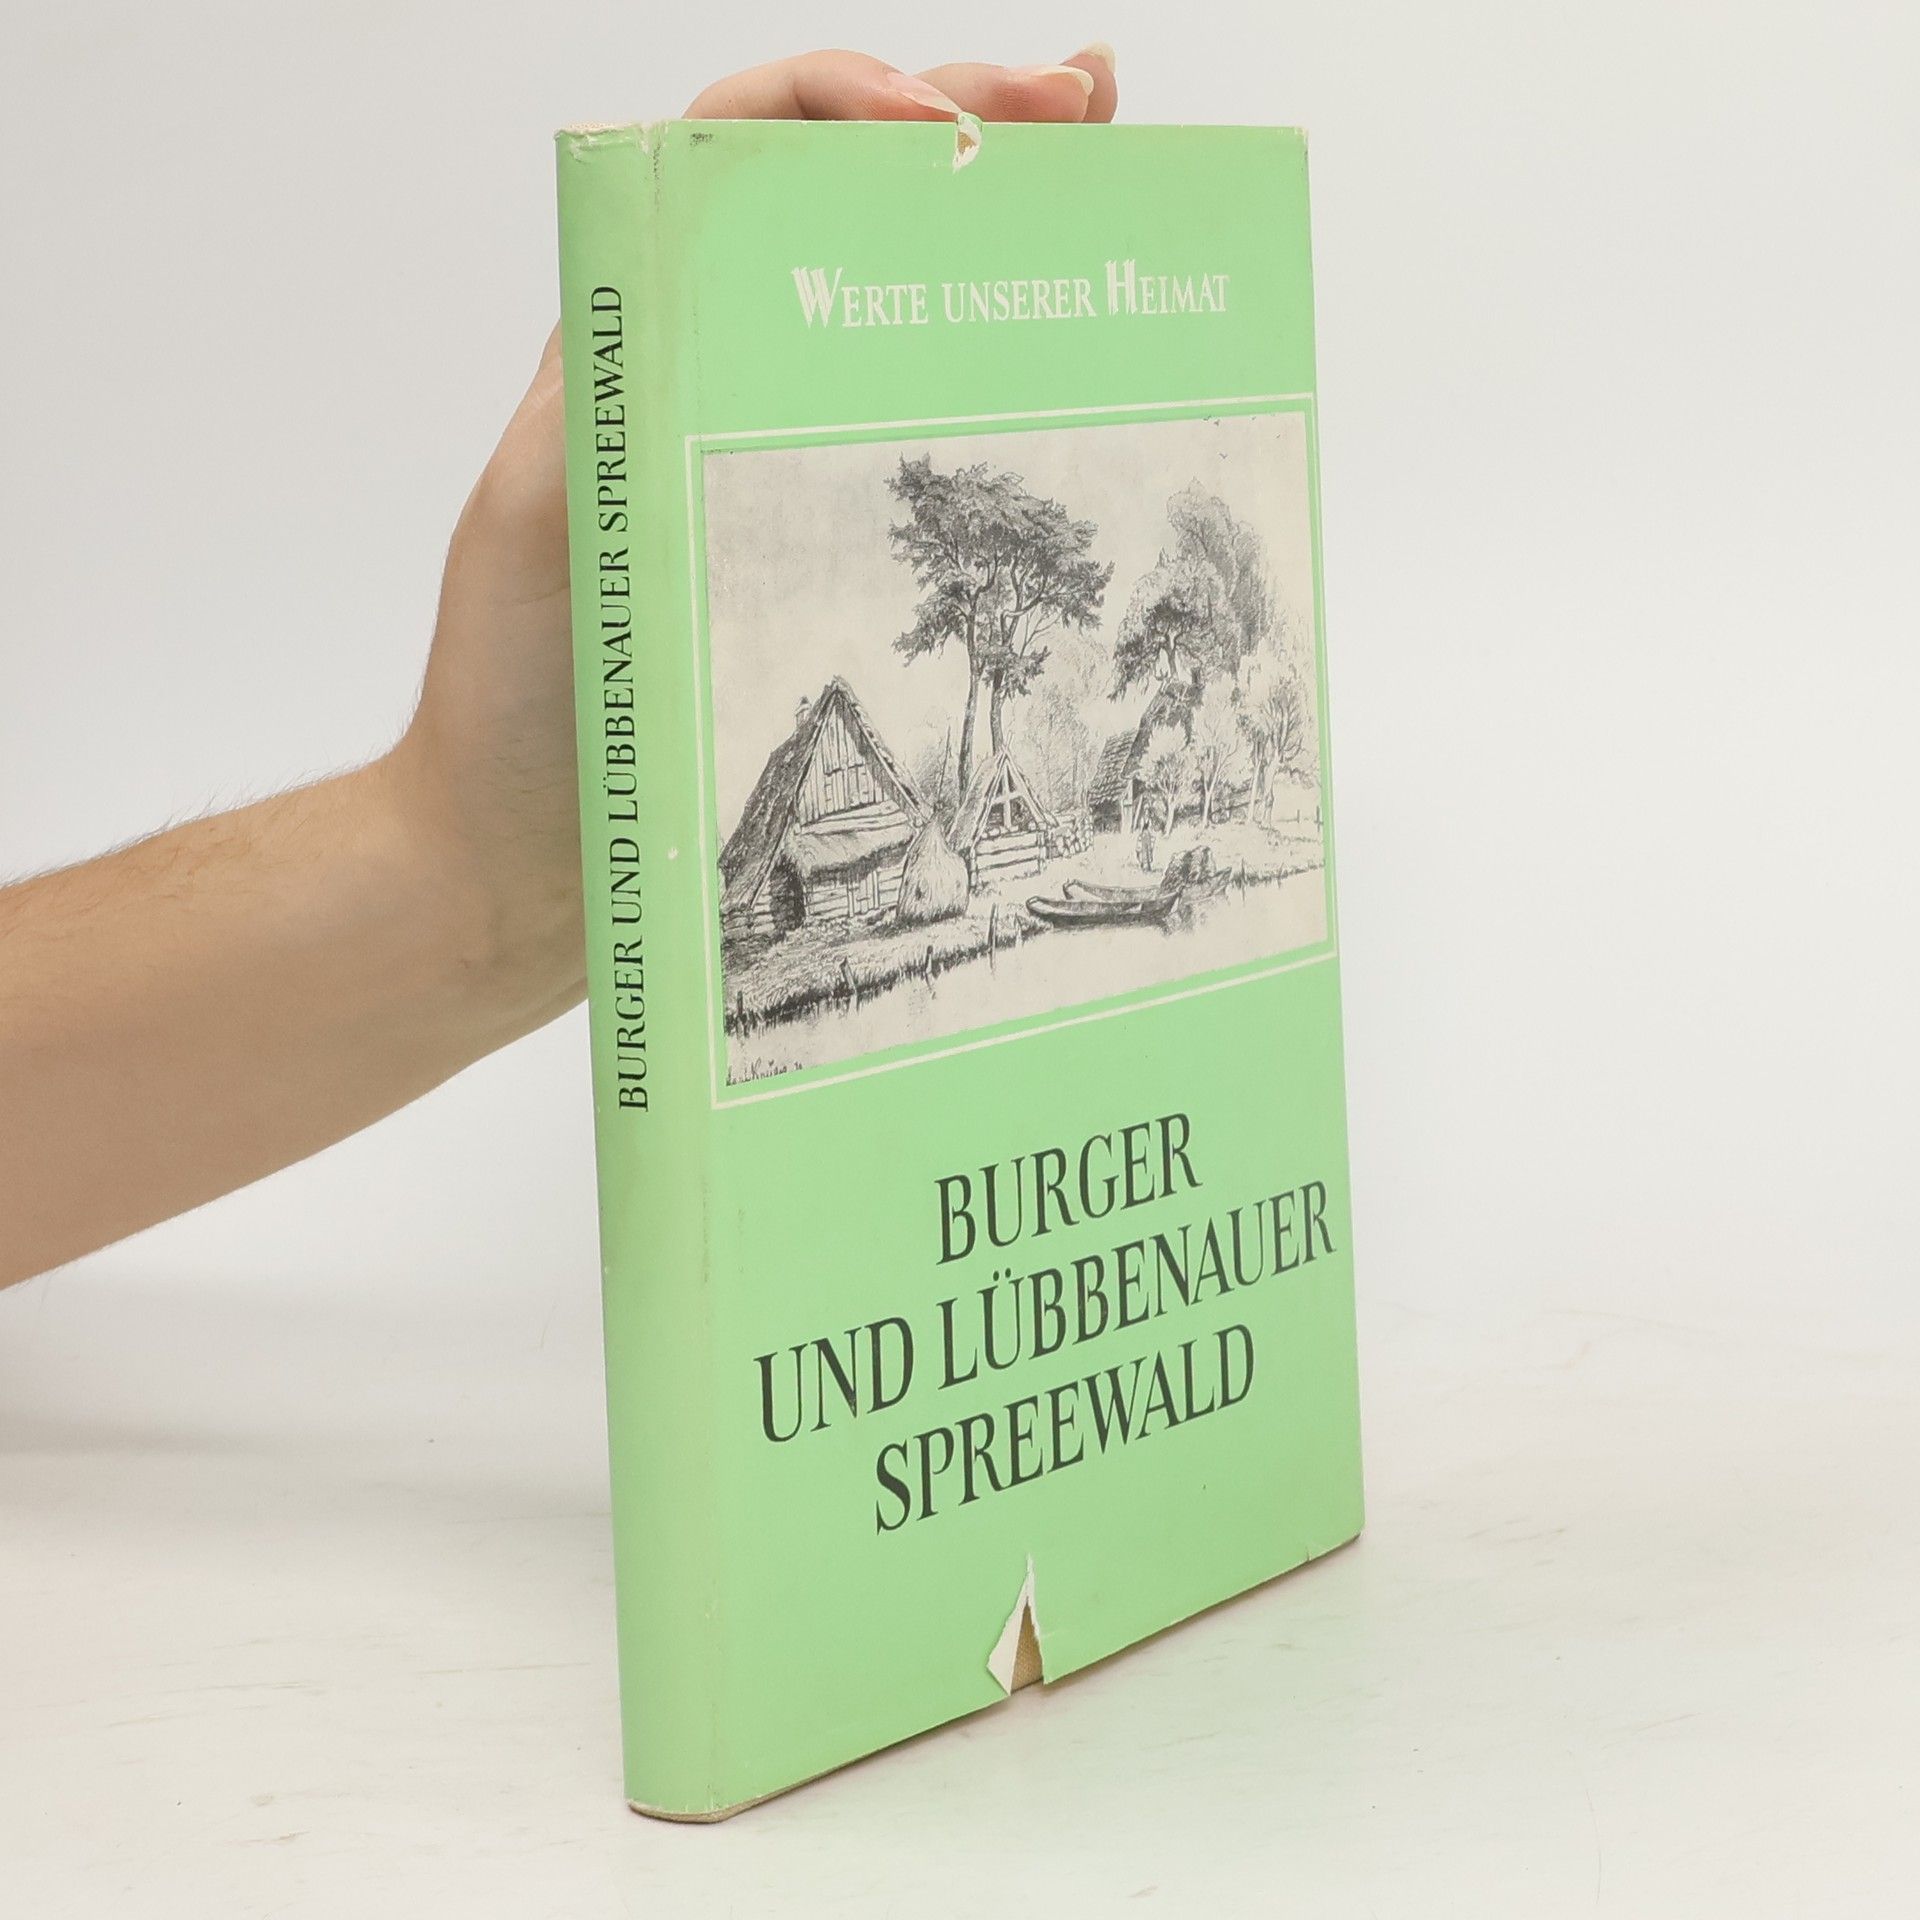 BURGER UND LÜBBENAUER SPREEWALD
WERTE UNSERER HEIMAT
BURGER
UND LÜBBENAUER
SPREEWALD